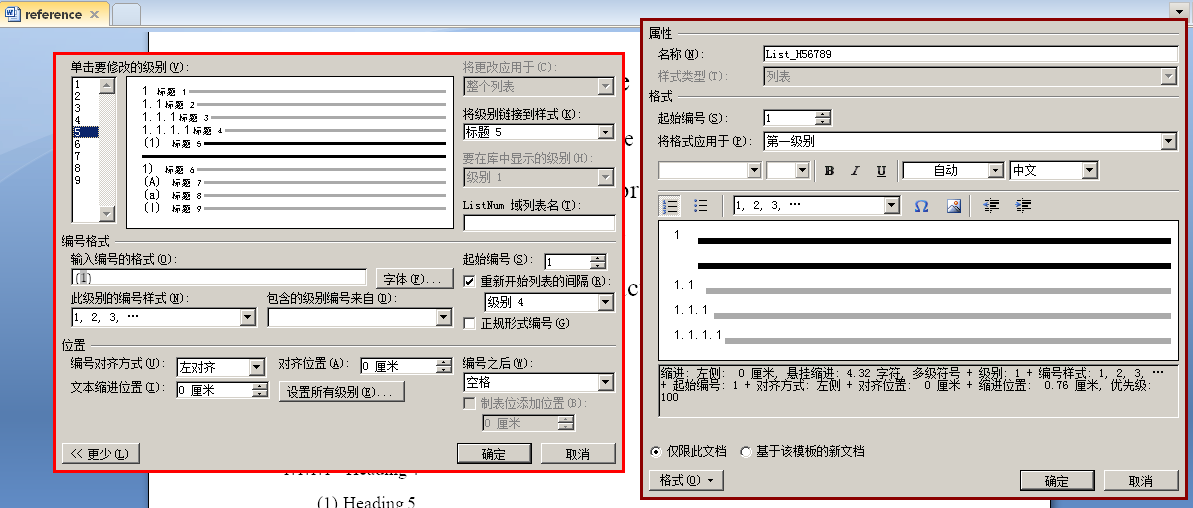 reference
单击要修改的级别(V):
1
2
3
4
5
6
7
8
9
1 标题 1
1.1标题 2
1.1.1标题 3
1.1.1.1标题 4
(1) 标题 5
1) 标题 6
(A) 标题 7
(a) 标题 8
(I) 标题 9
将更改应用于(C):
整个列表
将级别链接到样式(K):
标题 5
要在库中显示的级别(H):
级别 1
ListNum 域列表名(T):
编号格式
输入编号的格式(O):
(1)
字体(F)...
起始编号(S): 1
重新开始列表的间隔(R):
级别 4
此级别的编号样式(N):
1, 2, 3, …
包含的级别编号来自(D):
正规形式编号(G)
位置
编号对齐方式(U): 左对齐
对齐位置(A): 0 厘米
编号之后(W):
空格
文本缩进位置(I): 0 厘米
设置所有级别(E)...
制表位添加位置(B):
0 厘米
<< 更少(L)
确定
取消
(1) Heading 5
属性
名称(N): List_H56789
样式类型(T): 列表
格式
起始编号(S): 1
将格式应用于(P): 第一级别
B I U 自动 中文
1, 2, 3, … Ω
1
1.1
1.1.1
1.1.1.1
缩进: 左侧: 0 厘米, 悬挂缩进: 4.32 字符, 多级符号 + 级别: 1 + 编号样式: 1, 2, 3, …
+ 起始编号: 1 + 对齐方式: 左侧 + 对齐位置: 0 厘米 + 缩进位置: 0.76 厘米, 优先级:
100
仅限此文档 基于该模板的新文档
格式(O)
确定
取消